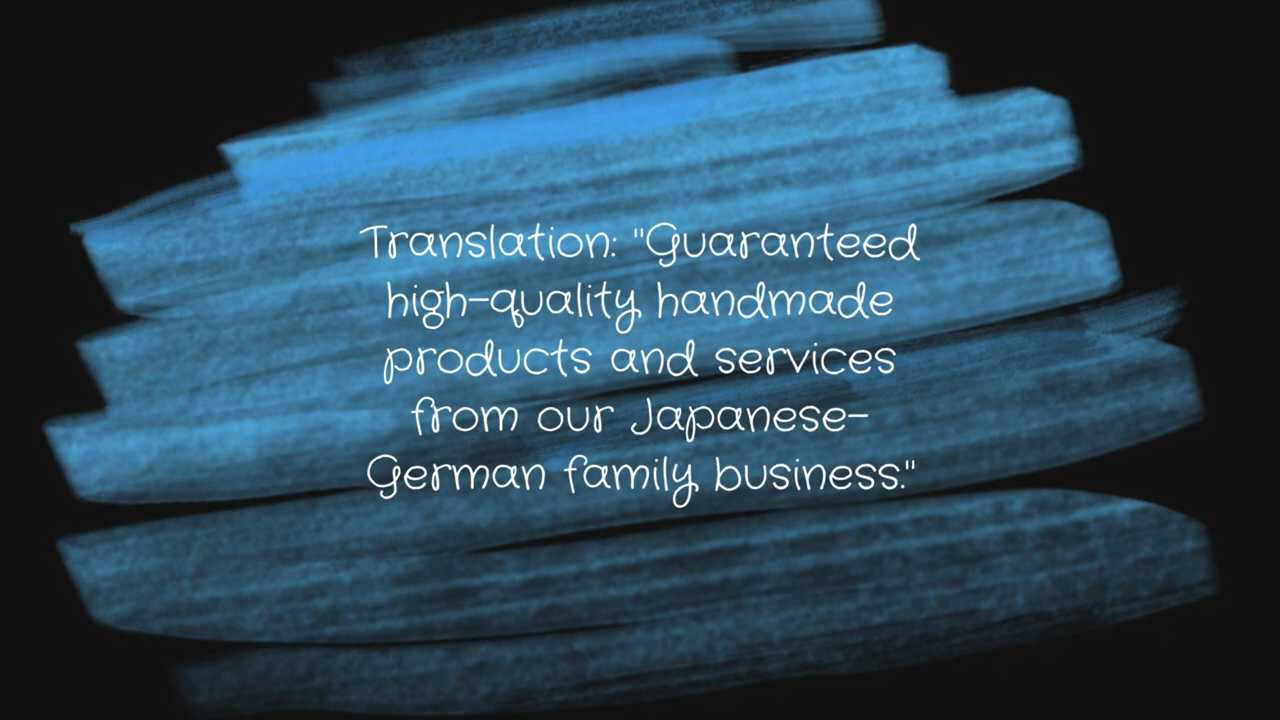 Translation: "Guaranteed
high-quality handmade
products and services
from our Japanese-
German family business."